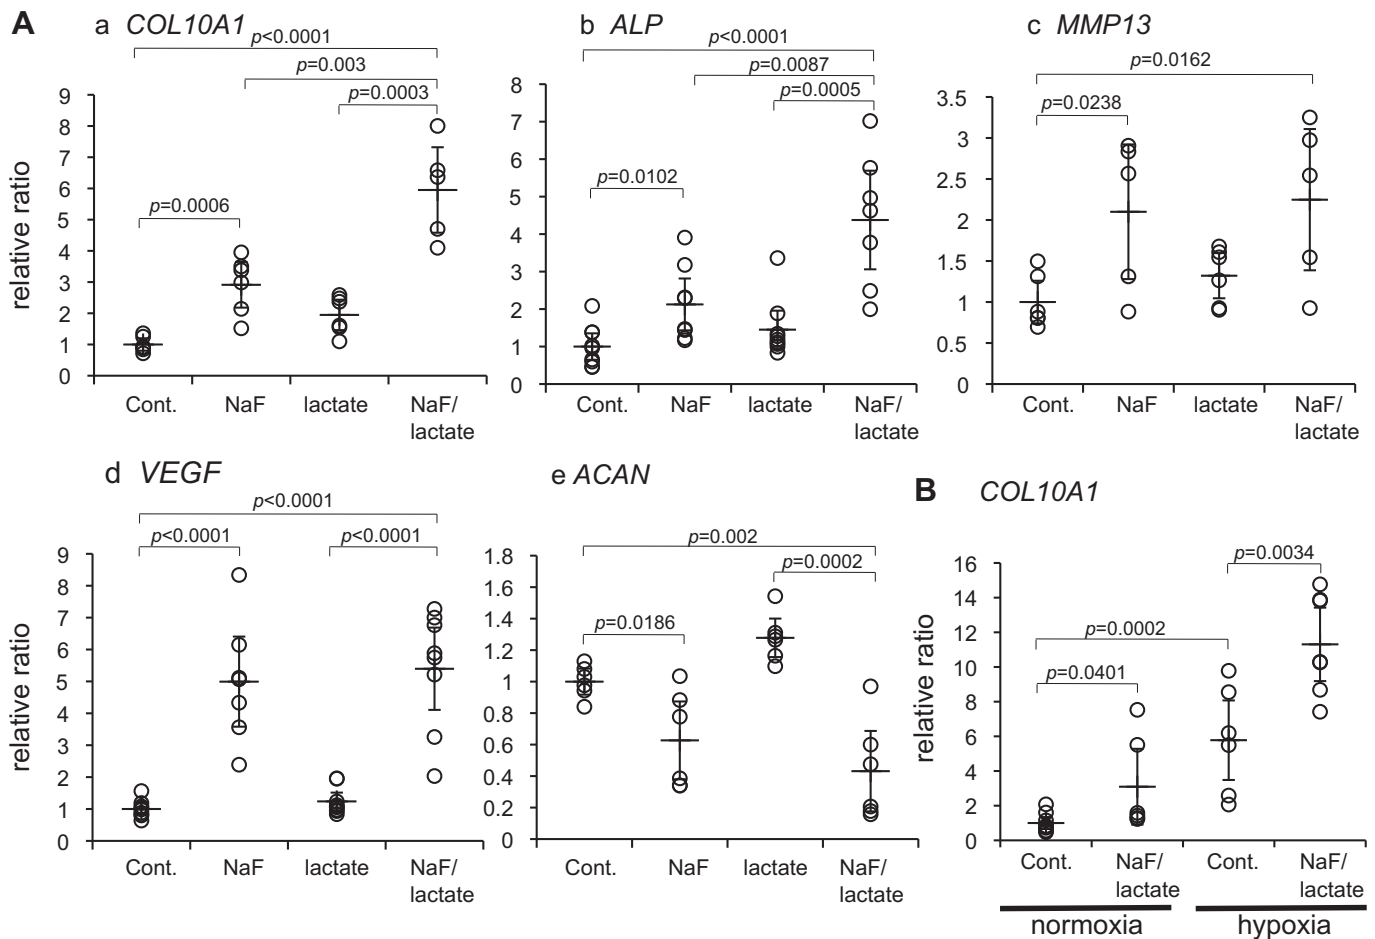 A a COL10A1
p<0.0001
p=0.003
p=0.0003
p=0.0006
relative ratio
9
8
7
6
5
4
3
2
1
0
Cont. NaF lactate NaF/
lactate
b ALP
p<0.0001
p=0.0087
p=0.0005
p=0.0102
8
7
6
5
4
3
2
1
0
Cont. NaF lactate NaF/
lactate
c MMP13
p=0.0162
p=0.0238
3.5
3
2.5
2
1.5
1
0.5
0
Cont. NaF lactate NaF/
lactate
d VEGF
p<0.0001
p<0.0001 p<0.0001
relative ratio
9
8
7
6
5
4
3
2
1
0
Cont. NaF lactate NaF/
lactate
e ACAN
p=0.002
p=0.0002
p=0.0186
1.8
1.6
1.4
1.2
1
0.8
0.6
0.4
0.2
0
Cont. NaF lactate NaF/
lactate
B COL10A1
p=0.0034
p=0.0002
p=0.0401
relative ratio
16
14
12
10
8
6
4
2
0
Cont. NaF/ Cont. NaF/
lactate lactate
normoxia hypoxia